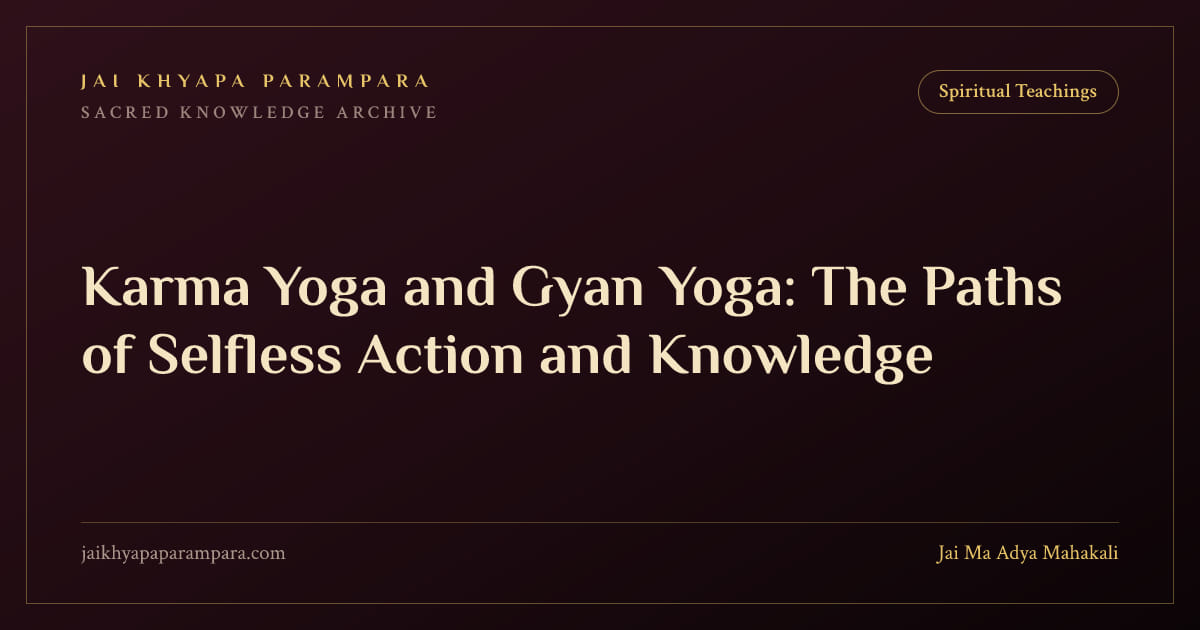 JAI KHYAPA PARAMPARA
SACRED KNOWLEDGE ARCHIVE
Spiritual Teachings
Karma Yoga and Gyan Yoga: The Paths
of Selfless Action and Knowledge
jaikhyapaparampara.com
Jai Ma Adya Mahakali